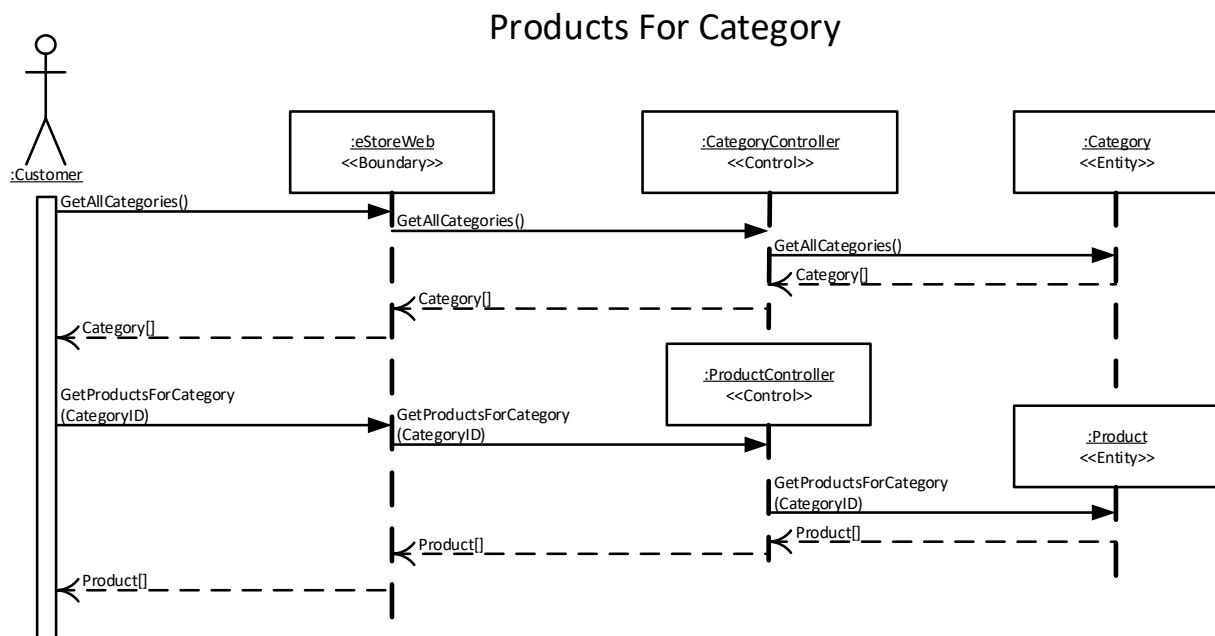 Products For Category
:eStoreWeb
<<Boundary>>
:CategoryController
<<Control>>
:Category
<<Entity>>
:Customer
GetAllCategories()
GetAllCategories()
GetAllCategories()
Category[]
Category[]
Category[]
:ProductController
<<Control>>
GetProductsForCategory
(CategoryID)
GetProductsForCategory
(CategoryID)
:Product
<<Entity>>
GetProductsForCategory
(CategoryID)
Product[]
Product[]
Product[]